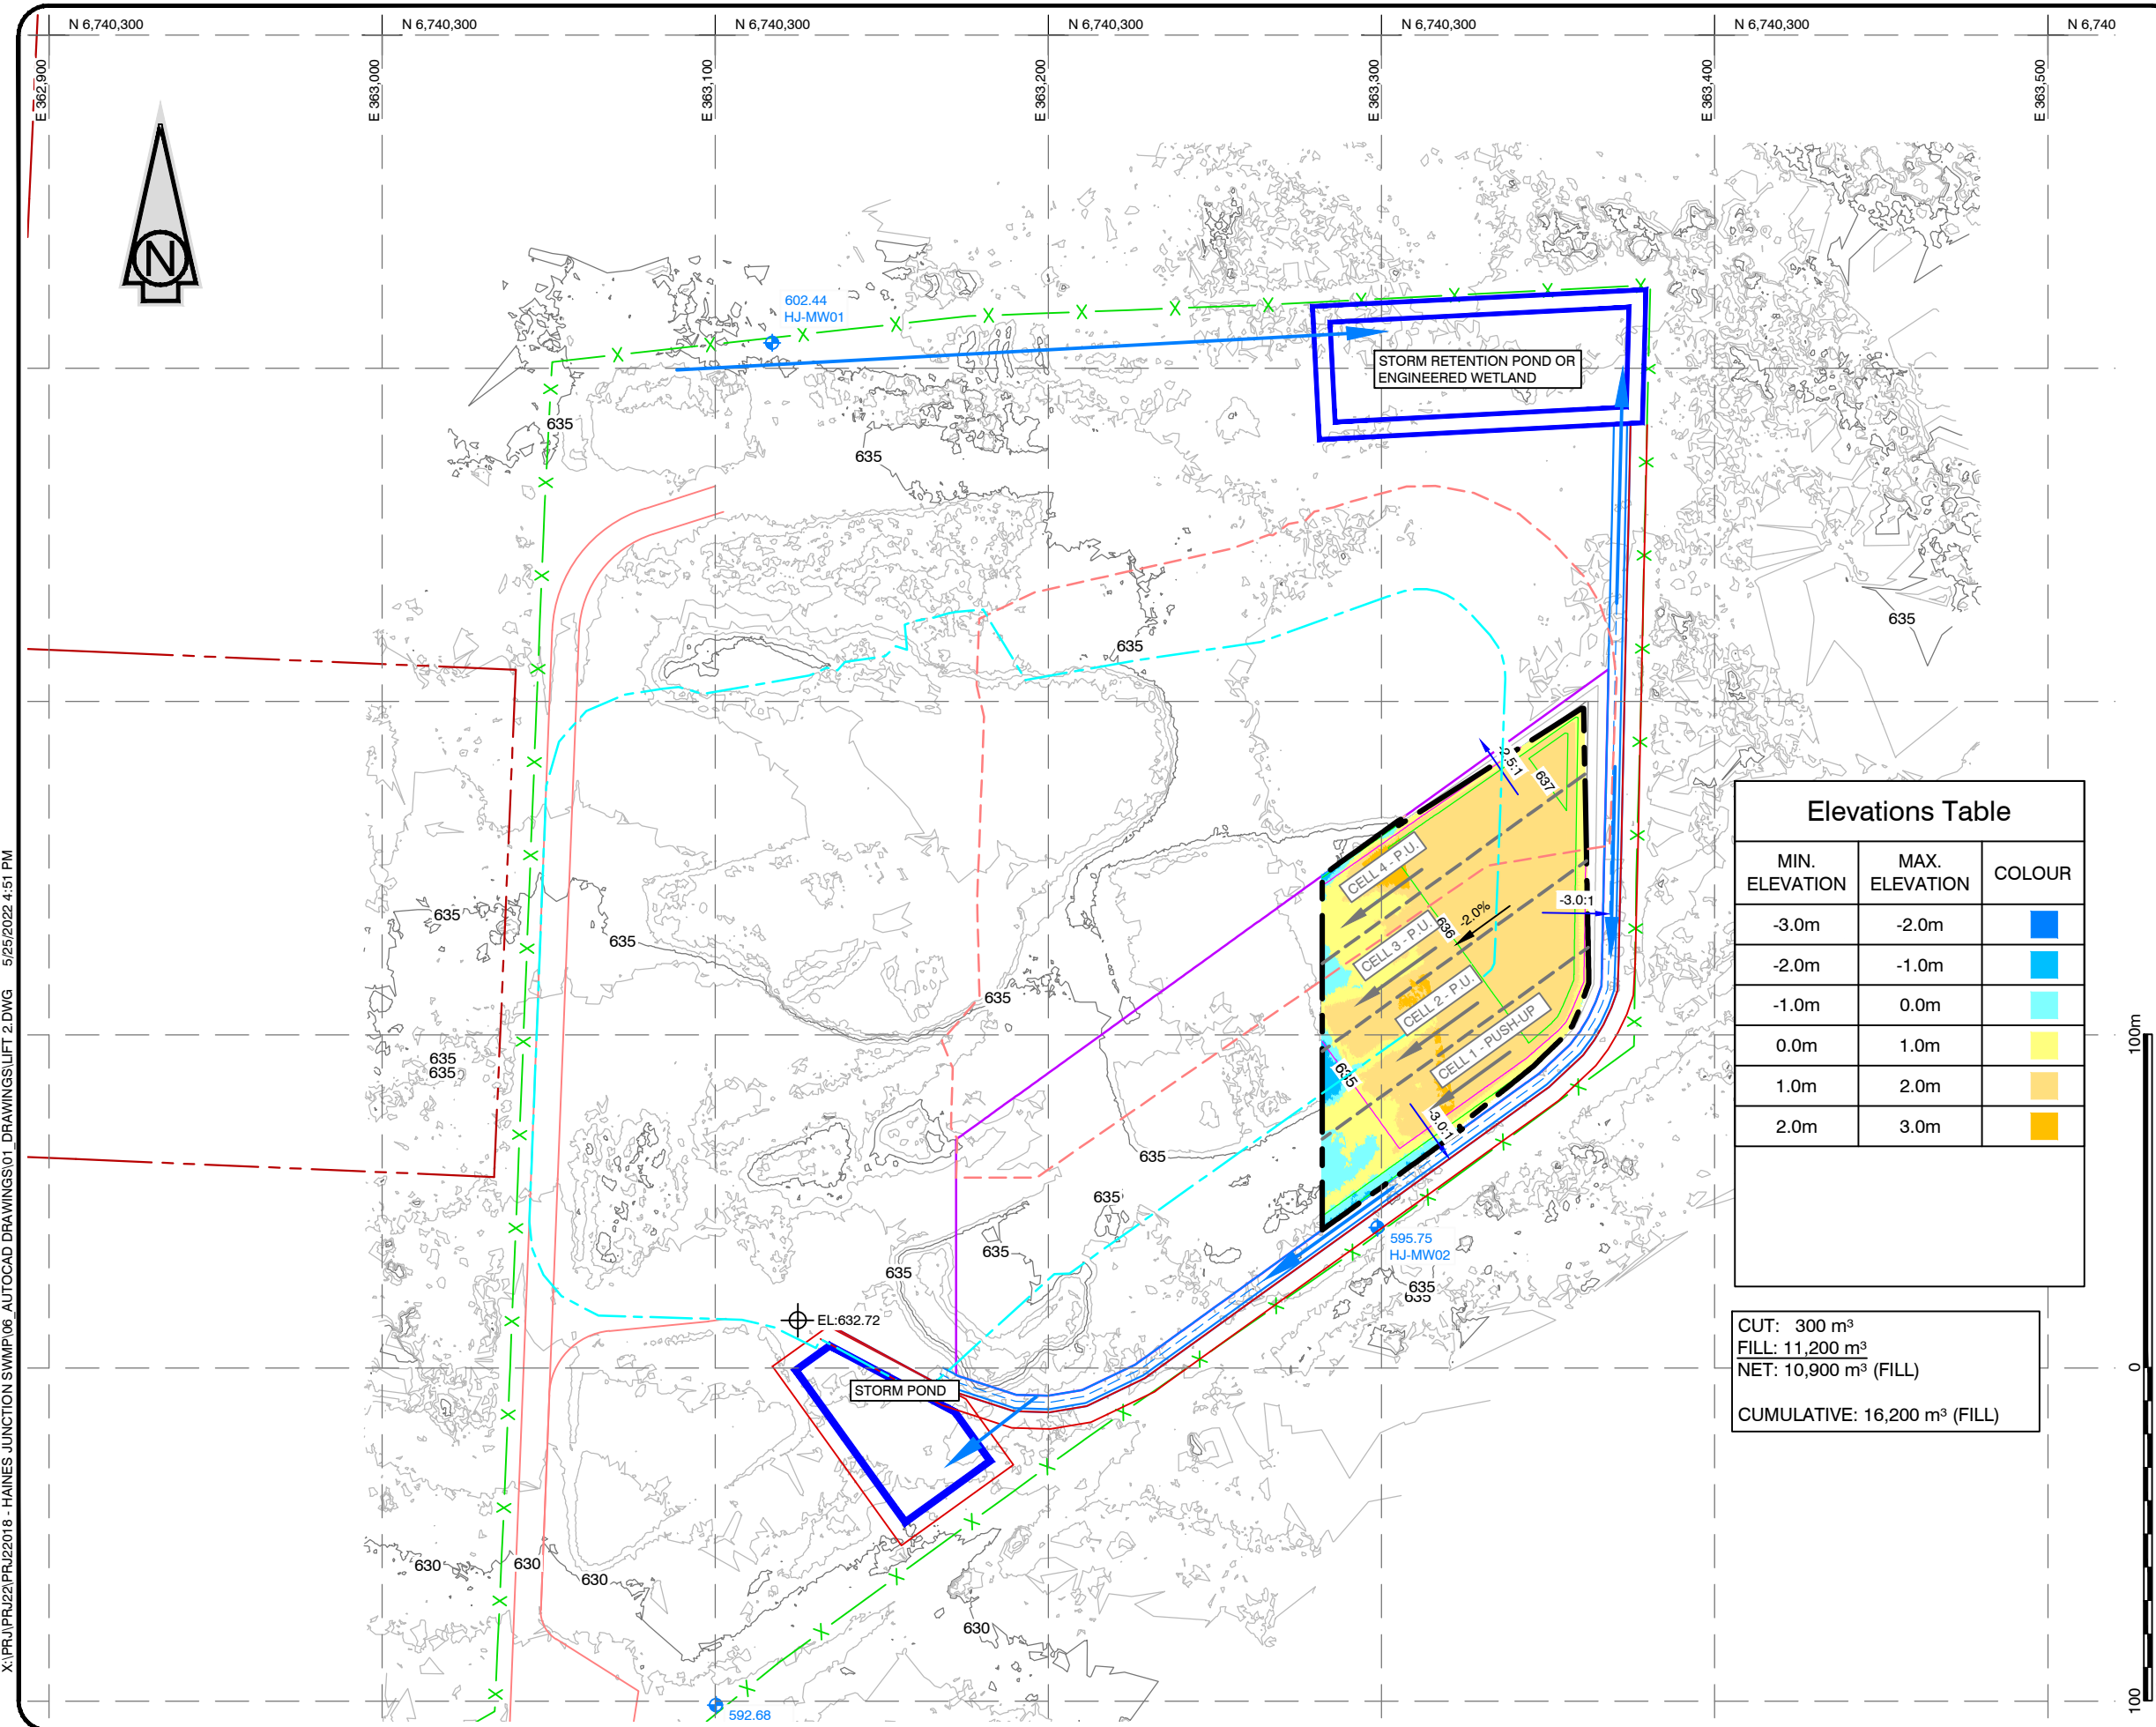 N 6,740,300
N 6,740,300
N 6,740,300
N 6,740,300
N 6,740,300
N 6,740,300
N 6,740
E 362,900
E 363,000
E 363,100
E 363,200
E 363,300
E 363,400
E 363,500
N
602.44
HJ-MW01
STORM RETENTION POND OR
ENGINEERED WETLAND
635
635
635
635
2.5:1
637
CELL 4 - P.U.
636
-2.0%
-3.0:1
CELL 3 - P.U.
CELL 2 - P.U.
CELL 1 - PUSH-UP
635
-3.0:1
635
635
635
635
635
635
635
635
635
595.75
HJ-MW02
635
635
EL:632.72
STORM POND
630
630
630
630
592.68
Elevations Table
MIN. ELEVATION
MAX. ELEVATION
COLOUR
-3.0m
-2.0m
-2.0m
-1.0m
-1.0m
0.0m
0.0m
1.0m
1.0m
2.0m
2.0m
3.0m
CUT: 300 m³
FILL: 11,200 m³
NET: 10,900 m³ (FILL)
CUMULATIVE: 16,200 m³ (FILL)
100m
0
100
X:\PRJ\PRJ22\PRJ22018 - HAINES JUNCTION SWMP\06_AUTOCAD DRAWINGS\01_DRAWINGS\LIFT 2.DWG 5/25/2022 4:51 PM